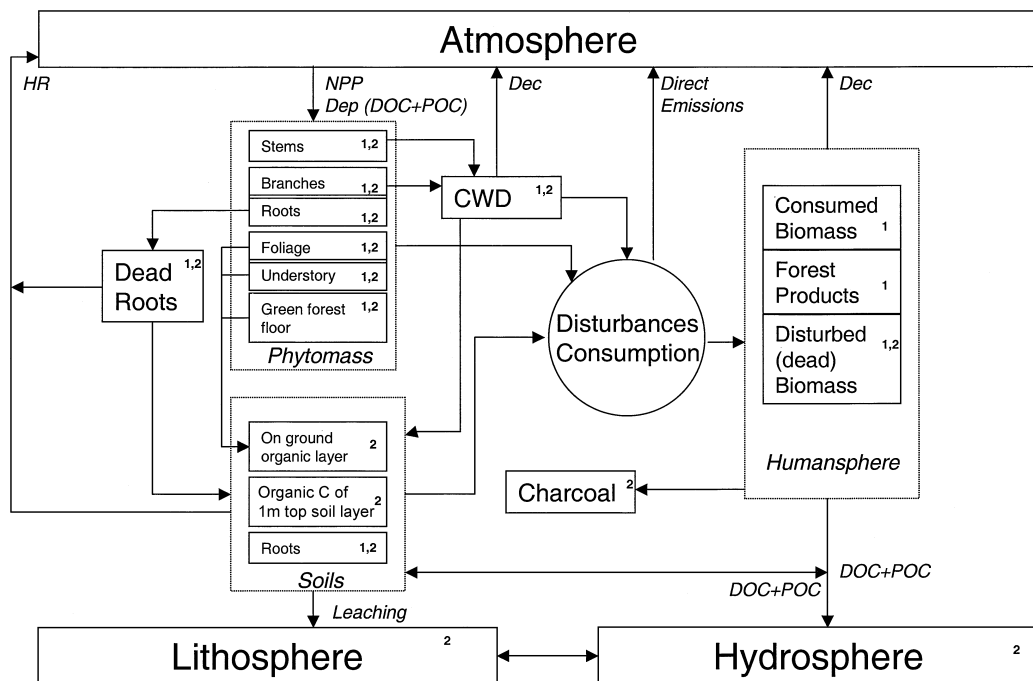 Atmosphere
HR
NPP
Dep (DOC+POC)
Dec
Direct
Emissions
Dec
Stems 1,2
Branches 1,2
Roots 1,2
Foliage 1,2
Understory 1,2
Green forest 1,2
floor
Phytomass
CWD 1,2
Dead 1,2
Roots
Disturbances
Consumption
Consumed
Biomass 1
Forest
Products 1
Disturbed
(dead) 1,2
Biomass
Humansphere
On ground
organic layer 2
Organic C of
1m top soil layer 2
Roots 1,2
Soils
Charcoal 2
DOC+POC
DOC+POC
Leaching
Lithosphere 2
Hydrosphere 2